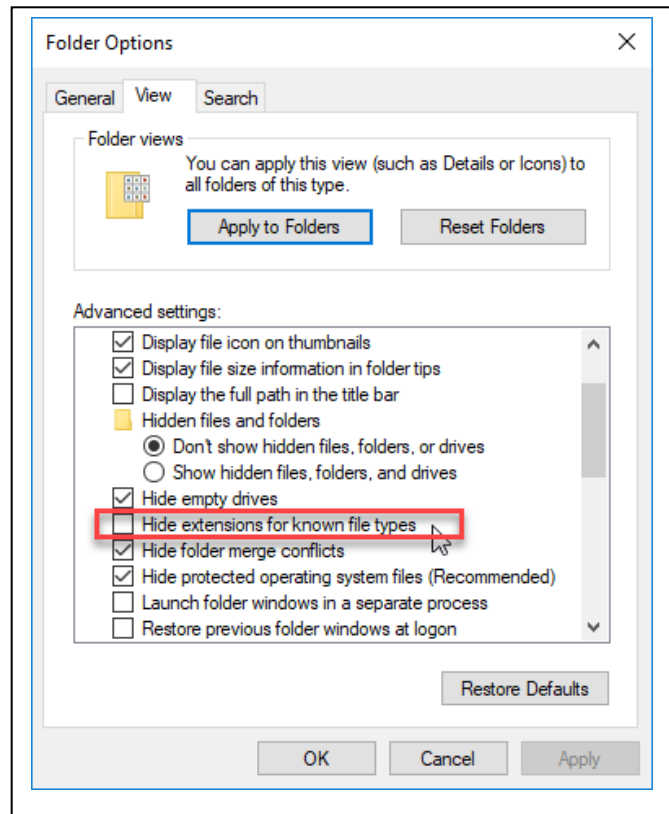 Folder Options
General View Search
Folder views
You can apply this view (such as Details or Icons) to
all folders of this type.
Apply to Folders Reset Folders
Advanced settings:
Display file icon on thumbnails
Display file size information in folder tips
Display the full path in the title bar
Hidden files and folders
Don't show hidden files, folders, or drives
Show hidden files, folders, and drives
Hide empty drives
Hide extensions for known file types
Hide folder merge conflicts
Hide protected operating system files (Recommended)
Launch folder windows in a separate process
Restore previous folder windows at logon
Restore Defaults
OK Cancel Apply